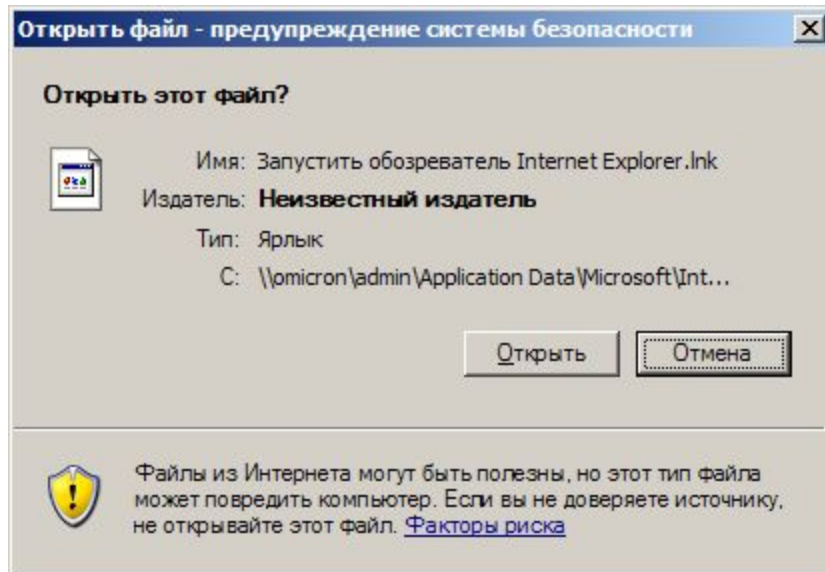 Открыть файл - предупреждение системы безопасности
Открыть этот файл?
Имя: Запустить обозреватель Internet Explorer.lnk
Издатель: Неизвестный издатель
Тип: Ярлык
С: \\omicron\admin\Application Data\Microsoft\Int...
Открыть Отмена
Файлы из Интернета могут быть полезны, но этот тип файла
может повредить компьютер. Если вы не доверяете источнику,
не открывайте этот файл. Факторы риска